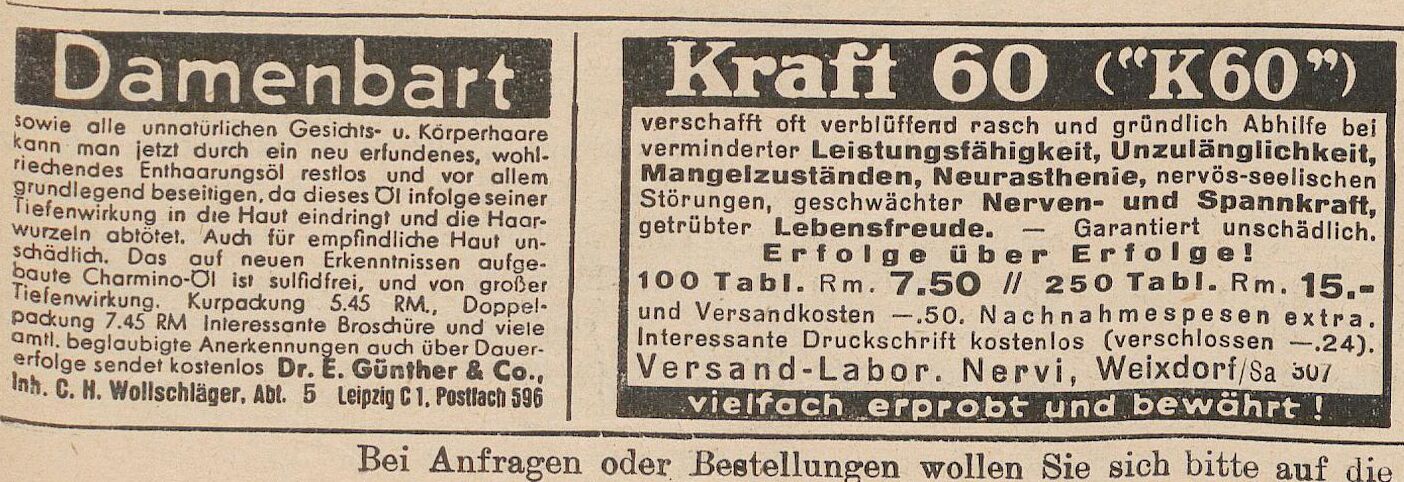 Damenbart
sowie alle unnatürlichen Gesichts- u. Körperhaare
kann man jetzt durch ein neu erfundenes, wohl-
riechendes Enthaarungsöl restlos und vor allem
grundlegend beseitigen, da dieses Öl infolge seiner
Tiefenwirkung in die Haut eindringt und die Haar-
wurzeln abtötet. Auch für empfindliche Haut un-
schädlich. Das auf neuen Erkenntnissen aufge-
baute Charmino-Öl ist sulfidfrei, und von großer
Tiefenwirkung. Kurpackung 5.45 RM., Doppel-
packung 7.45 RM Interessante Broschüre und viele
amtl. beglaubigte Anerkennungen auch über Dauer-
erfolge sendet kostenlos Dr. E. Günther & Co.,
Inh. C. H. Wollschläger, Abt. 5 Leipzig C 1, Postfach 596
Kraft 60 ("K60")
verschafft oft verblüffend rasch und gründlich Abhilfe bei
verminderter Leistungsfähigkeit, Unzulänglichkeit,
Mangelzuständen, Neurasthenie, nervös-seelischen
Störungen, geschwächter Nerven- und Spannkraft,
getrübter Lebensfreude. — Garantiert unschädlich.
Erfolge über Erfolge!
100 Tabl. Rm. 7.50 // 250 Tabl. Rm. 15.-
und Versandkosten —.50. Nachnahmespesen extra.
Interessante Druckschrift kostenlos (verschlossen —.24).
Versand-Labor. Nervi, Weixdorf/Sa 307
vielfach erprobt und bewährt!
Bei Anfragen oder Bestellungen wollen Sie sich bitte auf die